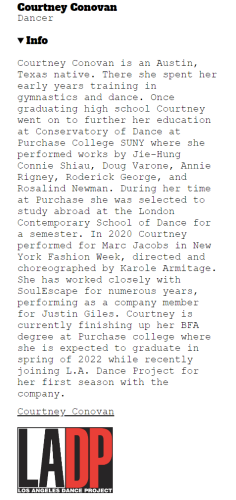 Courtney Conovan
Dancer
▼ Info
Courtney Conovan is an Austin,
Texas native. There she spent her
early years training in
gymnastics and dance. Once
graduating high school Courtney
went on to further her education
at Conservatory of Dance at
Purchase College SUNY where she
performed works by Jie-Hung
Connie Shiau, Doug Varone, Annie
Rigney, Roderick George, and
Rosalind Newman. During her time
at Purchase she was selected to
study abroad at the London
Contemporary School of Dance for
a semester. In 2020 Courtney
performed for Marc Jacobs in New
York Fashion Week, directed and
choreographed by Karole Armitage.
She has worked closely with
SoulEscape for numerous years,
performing as a company member
for Justin Giles. Courtney is
currently finishing up her BFA
degree at Purchase college where
she is expected to graduate in
spring of 2022 while recently
joining L.A. Dance Project for
her first season with the
company.
Courtney Conovan
LADP
LOS ANGELES DANCE PROJECT